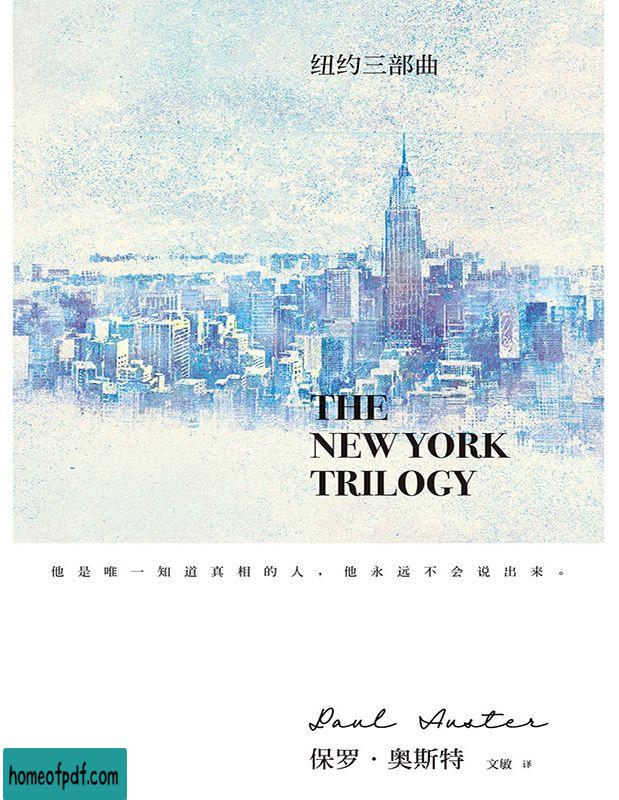 纽约三部曲
THE
NEW YORK
TRILOGY
他是唯一知道真相的人，他永远不会说出来。
Paul Auster
保罗·奥斯特 文敏 译
homeofpdf.com